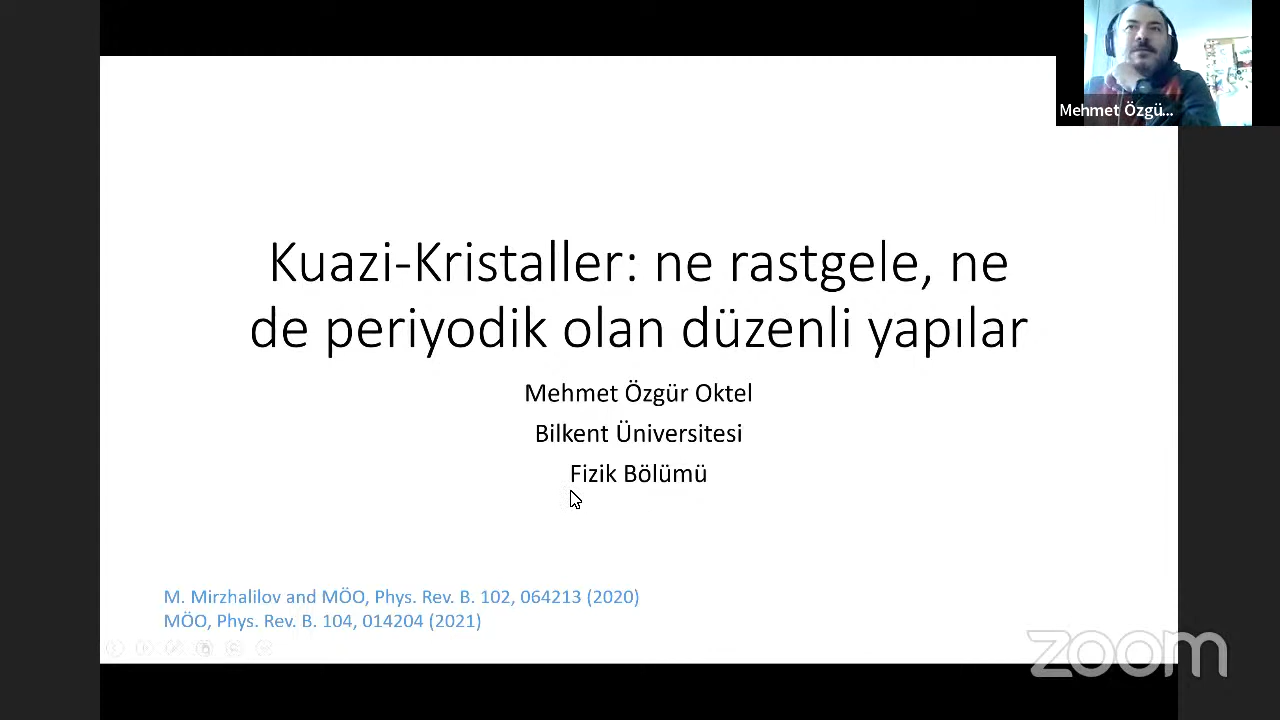 Mehmet Özgü...
Kuazi-Kristaller: ne rastgele, ne
de periyodik olan düzenli yapılar
Mehmet Özgür Oktel
Bilkent Üniversitesi
Fizik Bölümü
M. Mirzhalilov and MÖO, Phys. Rev. B. 102, 064213 (2020)
MÖO, Phys. Rev. B. 104, 014204 (2021)
zoom